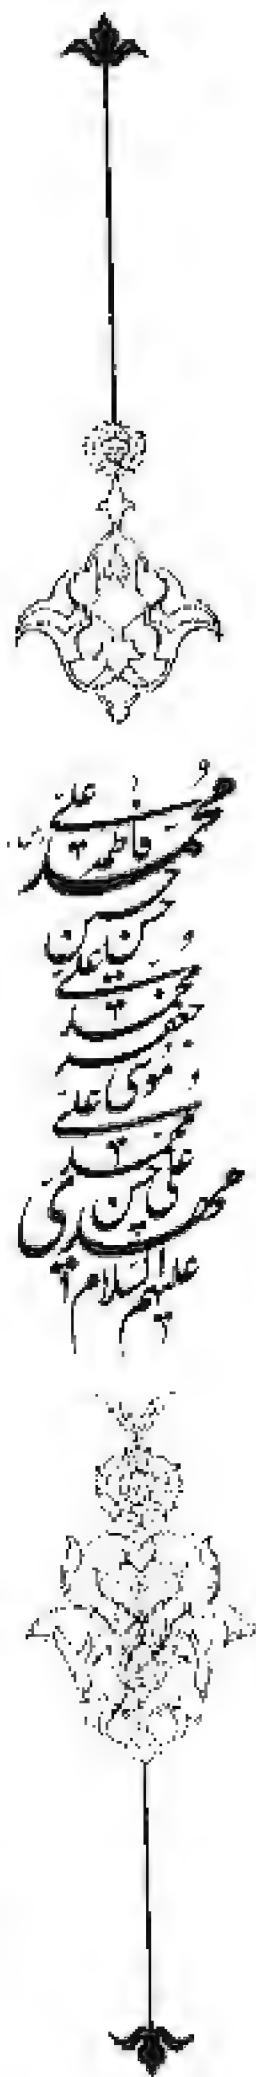 محمد علی فاطمه
حسن حسین
علی
محمد
جعفر
موسی علی
محمد
علی حسن
مهدی
علیهم السلام